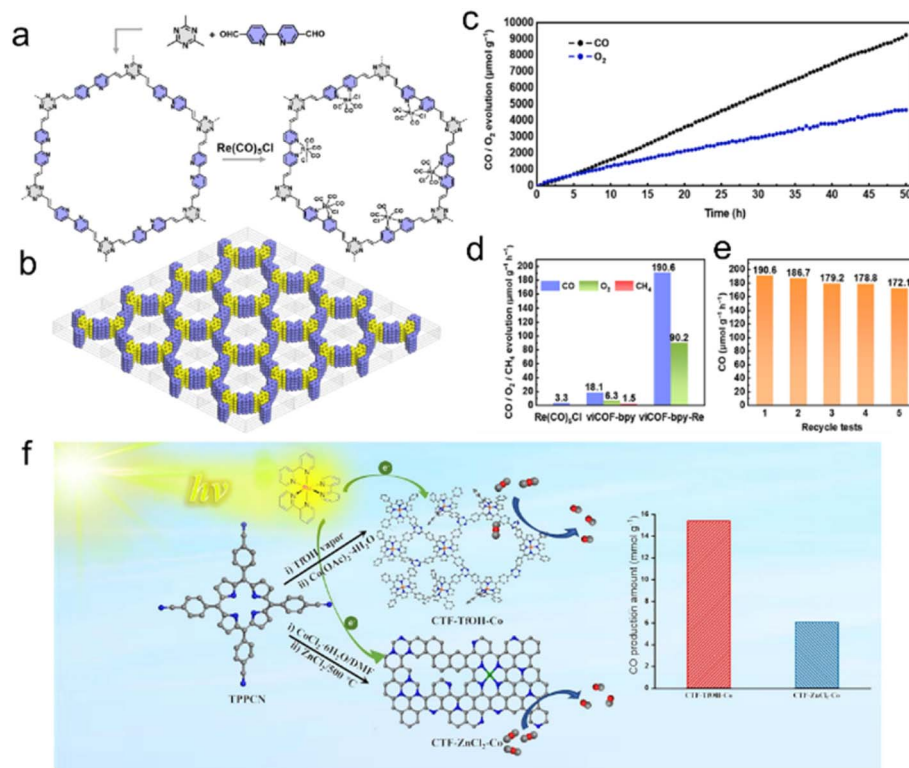 a
+ OHC
CHO
Re(CO)₅Cl
b
c
CO / O₂ evolution (μmol g⁻¹)
10000
9000
8000
7000
6000
5000
4000
3000
2000
1000
0
CO
O₂
0 5 10 15 20 25 30 35 40 45 50
Time (h)
d
CO / O₂ / CH₄ evolution (μmol g⁻¹ h⁻¹)
200
180
160
140
120
100
80
60
40
20
0
CO O₂ CH₄
190.6
90.2
18.1
6.3
3.3
1.5
Re(CO)₅Cl viCOF-bpy viCOF-bpy-Re
e
CO (μmol g⁻¹ h⁻¹)
200
180
160
140
120
100
80
60
40
20
0
190.6 186.7 179.2 178.8 172.1
1 2 3 4 5
Recycle tests
f
hν
e
i) TfOH vapor
ii) Co(OAc)₂·4H₂O
CTF-TfOH-Co
e
i) CoCl₂·6H₂O/DMF
ii) ZnCl₂/500 °C
TPPCN
CTF-ZnCl₂-Co
CO production amount (mmol g⁻¹)
16
14
12
10
8
6
4
2
0
CTF-TfOH-Co CTF-ZnCl₂-Co